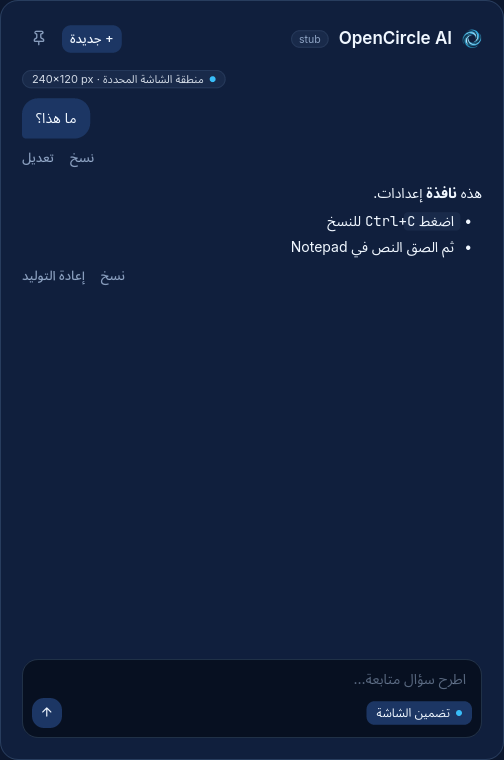 OpenCircle AI stub + جديدة
منطقة الشاشة المحددة · 240×120 px
ما هذا؟
نسخ تعديل
هذه نافذة إعدادات.
• اضغط Ctrl+C للنسخ
• ثم الصق النص في Notepad
نسخ إعادة التوليد
اطرح سؤال متابعة...
تضمين الشاشة